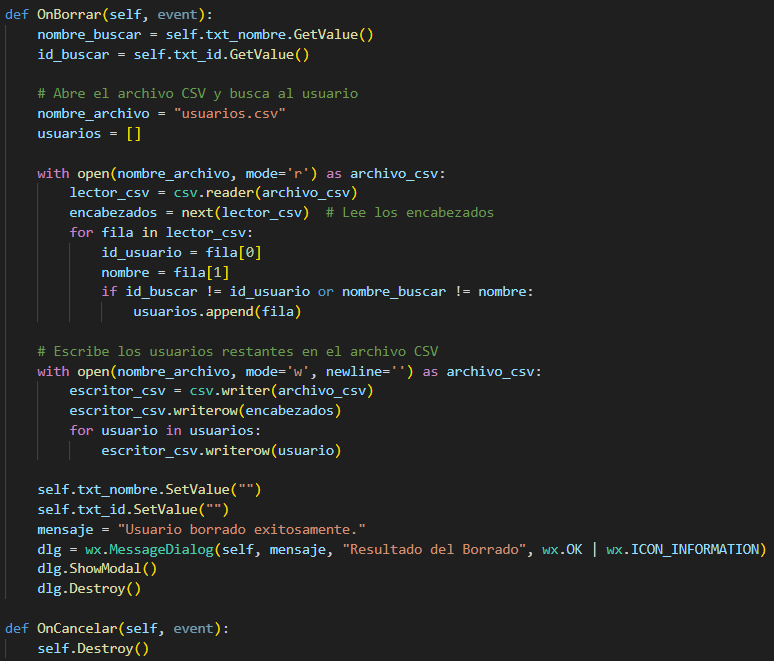 def OnBorrar(self, event):
    nombre_buscar = self.txt_nombre.GetValue()
    id_buscar = self.txt_id.GetValue()

    # Abre el archivo CSV y busca al usuario
    nombre_archivo = "usuarios.csv"
    usuarios = []

    with open(nombre_archivo, mode='r') as archivo_csv:
        lector_csv = csv.reader(archivo_csv)
        encabezados = next(lector_csv)  # Lee los encabezados
        for fila in lector_csv:
            id_usuario = fila[0]
            nombre = fila[1]
            if id_buscar != id_usuario or nombre_buscar != nombre:
                usuarios.append(fila)

    # Escribe los usuarios restantes en el archivo CSV
    with open(nombre_archivo, mode='w', newline='') as archivo_csv:
        escritor_csv = csv.writer(archivo_csv)
        escritor_csv.writerow(encabezados)
        for usuario in usuarios:
            escritor_csv.writerow(usuario)

    self.txt_nombre.SetValue("")
    self.txt_id.SetValue("")
    mensaje = "Usuario borrado exitosamente."
    dlg = wx.MessageDialog(self, mensaje, "Resultado del Borrado", wx.OK | wx.ICON_INFORMATION)
    dlg.ShowModal()
    dlg.Destroy()

def OnCancelar(self, event):
    self.Destroy()